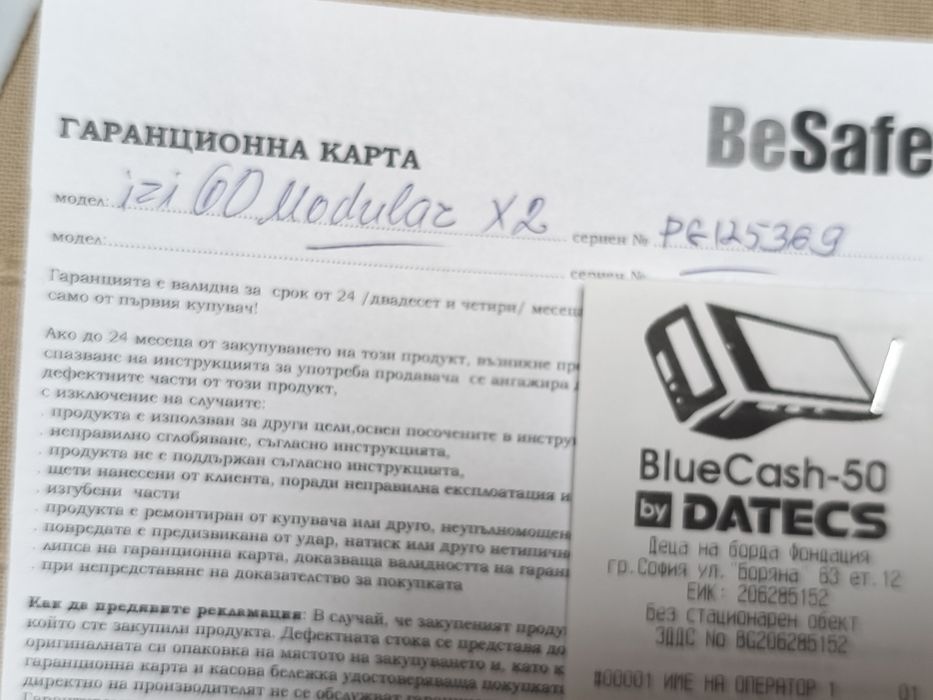 BeSafe
ГАРАНЦИОННА КАРТА
модел: izi GO Modular X2 сериен № PG125369
модел: сериен №
Гаранцията е валидна за срок от 24 /двадесет и четири/ месеца
само от първия купувач!
Ако до 24 месеца от закупуването на този продукт, възникне
спазване на инструкцията за употреба продавача се ангажира
дефектните части от този продукт,
с изключение на случаите:
. продукта е използван за други цели,освен посочените в инстру
. неправилно сглобяване, съгласно инструкцията,
. продукта не е поддържан съгласно инструкцията,
. щети нанесени от клиента, поради неправилна експлоатация и
. изгубени части
. продукта е ремонтиран от купувача или друго, неупълномощен
. повредата е предизвикана от удар, натиск или друго нетипичн
. липса на гаранционна карта, доказваща валидността на гаран
. при непредставяне на доказателство за покупката
Как да предявите рекламация: В случай, че закупеният проду
който сте закупили продукта. Дефектната стока се представя до
оригиналната си опаковка на мястото на закупуването и, като к
гаранционна карта и касова бележка удостоверяваща покупкат
директно на производителят не се обслужват
BlueCash-50
by DATECS
Деца на борда Фондация
гр.София ул. "Боряна" 63 ет.12
ЕИК: 206285152
Без стационарен обект
ЗДДС No BG206285152
#00001 ИМЕ НА ОПЕРАТОР 1 01